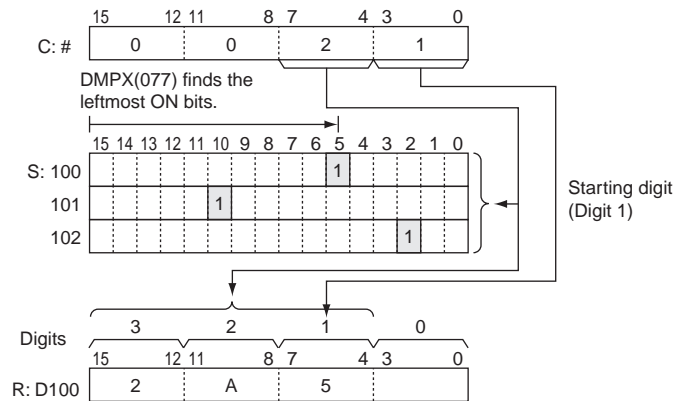 15 12 11 8 7 4 3 0
C: # 0 0 2 1
DMPX(077) finds the
leftmost ON bits.
15 14 13 12 11 10 9 8 7 6 5 4 3 2 1 0
S: 100 1
101 1
102 1
Starting digit
(Digit 1)
Digits 3 2 1 0
15 12 11 8 7 4 3 0
R: D100 2 A 5